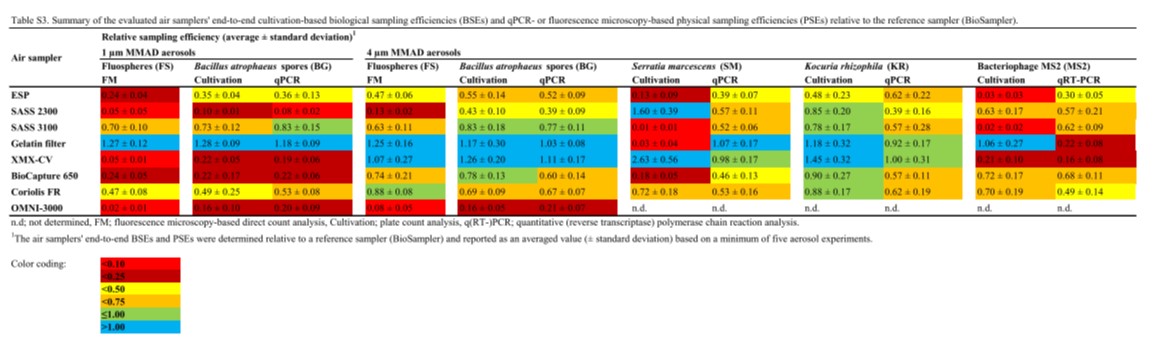 Table S3. Summary of the evaluated air samplers' end-to-end cultivation-based biological sampling efficiencies (BSEs) and qPCR- or fluorescence microscopy-based physical sampling efficiencies (PSEs) relative to the reference sampler (BioSampler).
Relative sampling efficiency (average ± standard deviation)1
Air sampler 1 µm MMAD aerosols 4 µm MMAD aerosols
Fluospheres (FS) Bacillus atrophaeus spores (BG) Fluospheres (FS) Bacillus atrophaeus spores (BG) Serratia marcescens (SM) Kocuria rhizophila (KR) Bacteriophage MS2 (MS2)
FM Cultivation qPCR FM Cultivation qPCR Cultivation qPCR Cultivation qPCR Cultivation qRT-PCR
ESP 0.24 ± 0.04 0.35 ± 0.04 0.36 ± 0.13 0.47 ± 0.06 0.55 ± 0.14 0.52 ± 0.09 0.13 ± 0.09 0.39 ± 0.07 0.48 ± 0.23 0.62 ± 0.22 0.03 ± 0.03 0.30 ± 0.05
SASS 2300 0.05 ± 0.05 0.10 ± 0.01 0.08 ± 0.02 0.13 ± 0.02 0.43 ± 0.10 0.39 ± 0.09 1.60 ± 0.39 0.57 ± 0.11 0.85 ± 0.20 0.39 ± 0.16 0.63 ± 0.17 0.57 ± 0.21
SASS 3100 0.70 ± 0.10 0.73 ± 0.12 0.83 ± 0.15 0.63 ± 0.11 0.83 ± 0.18 0.77 ± 0.11 0.01 ± 0.01 0.52 ± 0.06 0.78 ± 0.17 0.57 ± 0.28 0.02 ± 0.02 0.62 ± 0.09
Gelatin filter 1.27 ± 0.12 1.28 ± 0.09 1.18 ± 0.09 1.25 ± 0.16 1.17 ± 0.30 1.03 ± 0.08 0.03 ± 0.04 1.07 ± 0.17 1.18 ± 0.32 0.92 ± 0.17 1.06 ± 0.27 0.22 ± 0.08
XMX-CV 0.05 ± 0.01 0.22 ± 0.05 0.19 ± 0.06 1.07 ± 0.27 1.26 ± 0.20 1.11 ± 0.17 2.63 ± 0.56 0.98 ± 0.17 1.45 ± 0.32 1.00 ± 0.31 0.21 ± 0.10 0.16 ± 0.08
BioCapture 650 0.24 ± 0.05 0.22 ± 0.17 0.22 ± 0.06 0.74 ± 0.21 0.78 ± 0.13 0.60 ± 0.14 0.18 ± 0.05 0.46 ± 0.13 0.90 ± 0.27 0.57 ± 0.11 0.72 ± 0.17 0.68 ± 0.11
Coriolis FR 0.47 ± 0.08 0.49 ± 0.25 0.53 ± 0.08 0.88 ± 0.08 0.69 ± 0.09 0.67 ± 0.07 0.72 ± 0.18 0.53 ± 0.16 0.88 ± 0.17 0.62 ± 0.19 0.70 ± 0.19 0.49 ± 0.14
OMNI-3000 0.02 ± 0.01 0.16 ± 0.10 0.20 ± 0.09 0.08 ± 0.05 0.16 ± 0.05 0.21 ± 0.07 n.d. n.d. n.d. n.d. n.d. n.d.
n.d; not determined, FM; fluorescence microscopy-based direct count analysis, Cultivation; plate count analysis, q(RT-)PCR; quantitative (reverse transcriptase) polymerase chain reaction analysis.
1The air samplers' end-to-end BSEs and PSEs were determined relative to a reference sampler (BioSampler) and reported as an averaged value (± standard deviation) based on a minimum of five aerosol experiments.
Color coding: <0.10
<0.25
<0.50
<0.75
≤1.00
>1.00